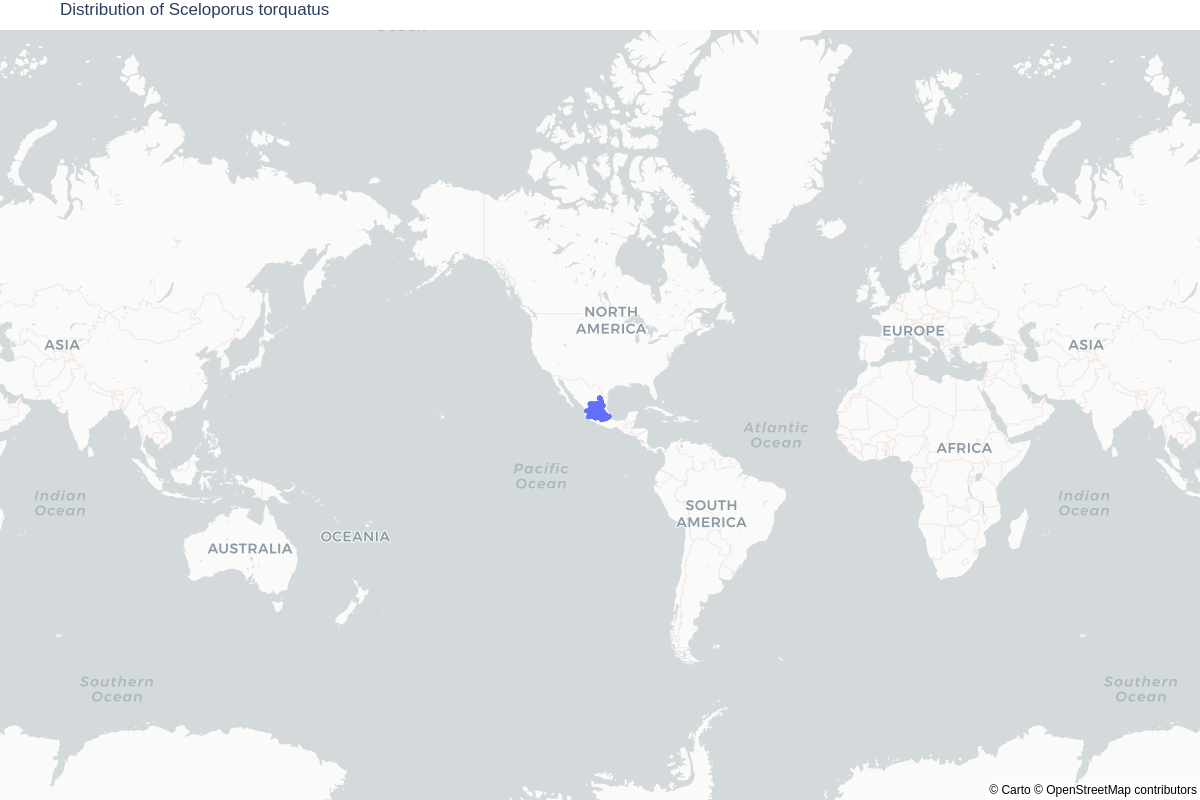 Distribution of Sceloporus torquatus
NORTH
AMERICA
EUROPE
ASIA
ASIA
Atlantic
Ocean
AFRICA
Pacific
Ocean
Indian
Ocean
Indian
Ocean
SOUTH
AMERICA
OCEANIA
AUSTRALIA
Southern
Ocean
Southern
Ocean
© Carto © OpenStreetMap contributors